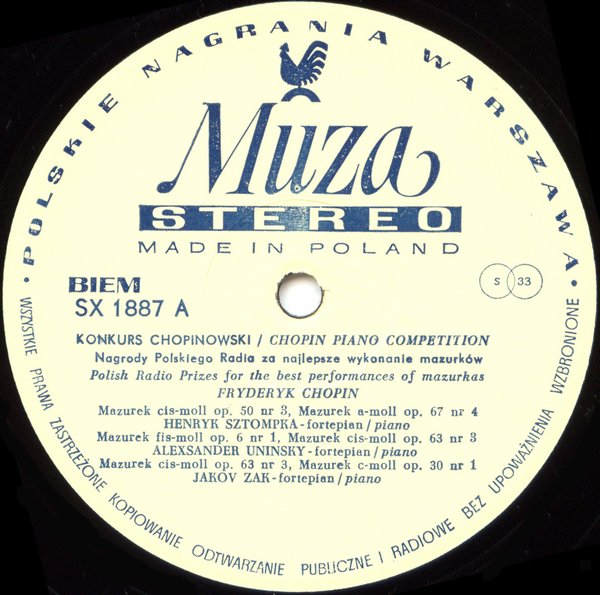 • POLSKIE NAGRANIA WARSZAWA •
Muza
STEREO
MADE IN POLAND
BIEM
SX 1887 A
S 33
KONKURS CHOPINOWSKI / CHOPIN PIANO COMPETITION
Nagrody Polskiego Radia za najlepsze wykonanie mazurków
Polish Radio Prizes for the best performances of mazurkas
FRYDERYK CHOPIN
Mazurek cis-moll op. 50 nr 3, Mazurek a-moll op. 67 nr 4
HENRYK SZTOMPKA-fortepian / piano
Mazurek fis-moll op. 6 nr 1, Mazurek cis-moll op. 63 nr 3
ALEXSANDER UNINSKY-fortepian / piano
Mazurek cis-moll op. 63 nr 3, Mazurek c-moll op. 30 nr 1
JAKOV ZAK-fortepian / piano
WSZYSTKIE PRAWA ZASTRZEŻONE KOPIOWANIE ODTWARZANIE PUBLICZNE I RADIOWE BEZ UPOWAŻNIENIA WZBRONIONE